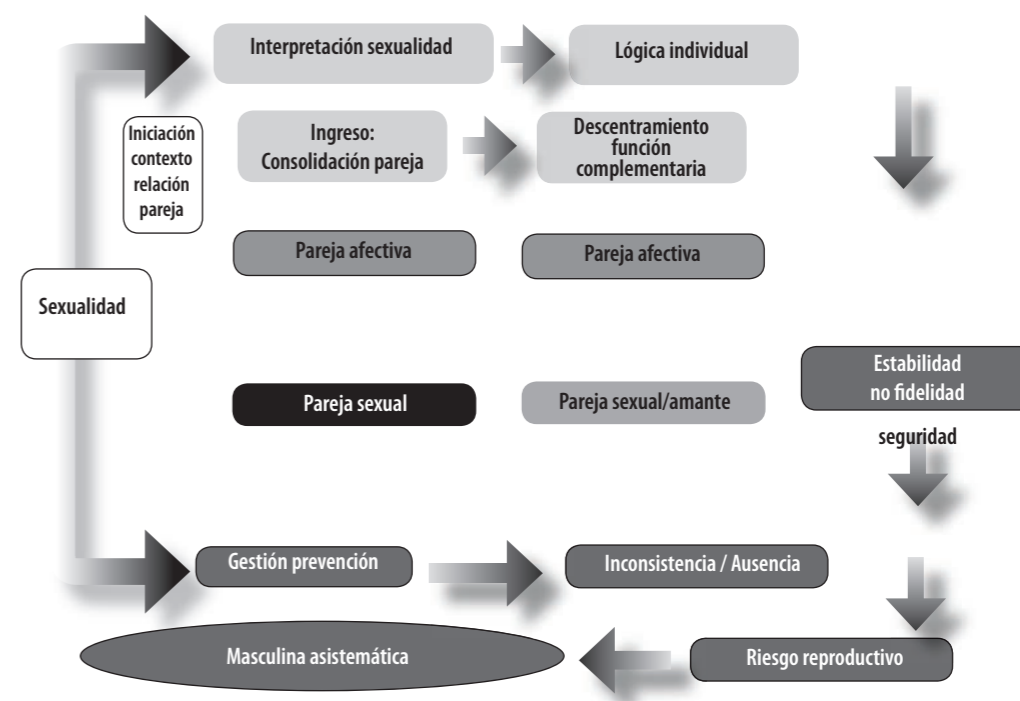 Interpretación sexualidad
Lógica individual
Iniciación
contexto
relación
pareja
Ingreso:
Consolidación pareja
Descentramiento
función
complementaria
Pareja afectiva
Pareja afectiva
Sexualidad
Estabilidad
no fidelidad
Pareja sexual
Pareja sexual/amante
seguridad
Gestión prevención
Inconsistencia / Ausencia
Masculina asistemática
Riesgo reproductivo